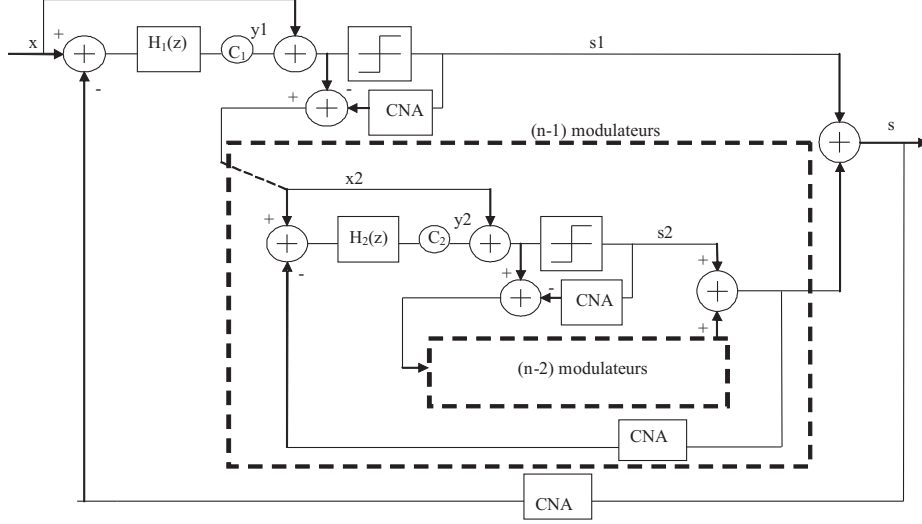 x
+
-
H₁(z)
C₁
y1
+
-
CNA
s1
(n-1) modulateurs
s
x2
+
-
H₂(z)
C₂
y2
+
-
CNA
s2
+
+
(n-2) modulateurs
CNA
CNA